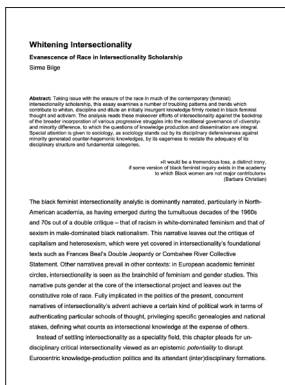 Whitening Intersectionality
Evanescence of Race in Intersectionality Scholarship
Sirma Bilge
Abstract: Taking issue with the erasure of the race in much of the contemporary (feminist)
intersectionality scholarship, this essay examines a number of troubling patterns and trends which
contribute to whiten, discipline and dilute an initially insurgent knowledge firmly rooted in black feminist
thought and activism. The analysis reads these makeover efforts of intersectionality against the backdrop
of the broader incorporation of various progressive struggles into the neoliberal governance of »diversity«
and minority difference, to which the questions of knowledge production and dissemination are integral.
Special attention is given to sociology, as sociology stands out by its disciplinary defensiveness against
minority generated counter-hegemonic knowledges, by its eagerness to restate the adequacy of its
disciplinary structure and fundamental categories.
»It would be a tremendous loss, a distinct irony,
if some version of black feminist inquiry exists in the academy
to which Black women are not major contributors«
(Barbara Christian)
The black feminist intersectionality analytic is dominantly narrated, particularly in North-
American academia, as having emerged during the tumultuous decades of the 1960s
and 70s out of a double critique – that of racism in white-dominated feminism and that of
sexism in male-dominated black nationalism. This narrative leaves out the critique of
capitalism and heterosexism, which were yet covered in intersectionality's foundational
texts such as Frances Beal's Double Jeopardy or Combahee River Collective
Statement. Other narratives prevail in other contexts: in European academic feminist
circles, intersectionality is seen as the brainchild of feminism and gender studies. This
narrative puts gender at the core of the intersectional project and leaves out the
constitutive role of race. Fully implicated in the politics of the present, concurrent
narratives of intersectionality's advent achieve a certain kind of political work in terms of
authenticating particular schools of thought, privileging specific genealogies and national
stakes, defining what counts as intersectional knowledge at the expense of others.
Instead of settling intersectionality as a speciality field, this chapter pleads for un-
disciplinary critical intersectionality viewed as an epistemic potentiality to disrupt
Eurocentric knowledge-production politics and its attendant (inter)disciplinary formations.